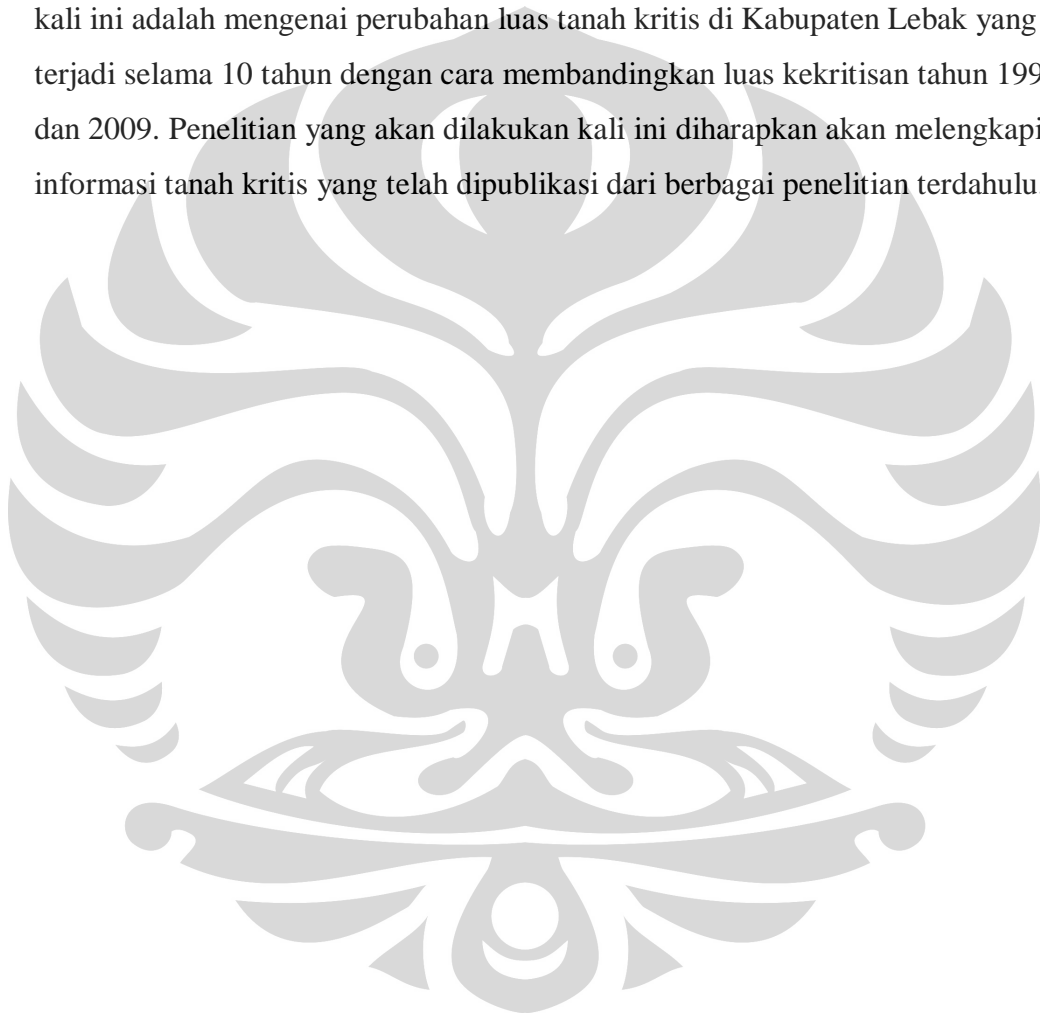 kali ini adalah mengenai perubahan luas tanah kritis di Kabupaten Lebak yang
terjadi selama 10 tahun dengan cara membandingkan luas kekritisan tahun 199
dan 2009. Penelitian yang akan dilakukan kali ini diharapkan akan melengkapi
informasi tanah kritis yang telah dipublikasi dari berbagai penelitian terdahulu.